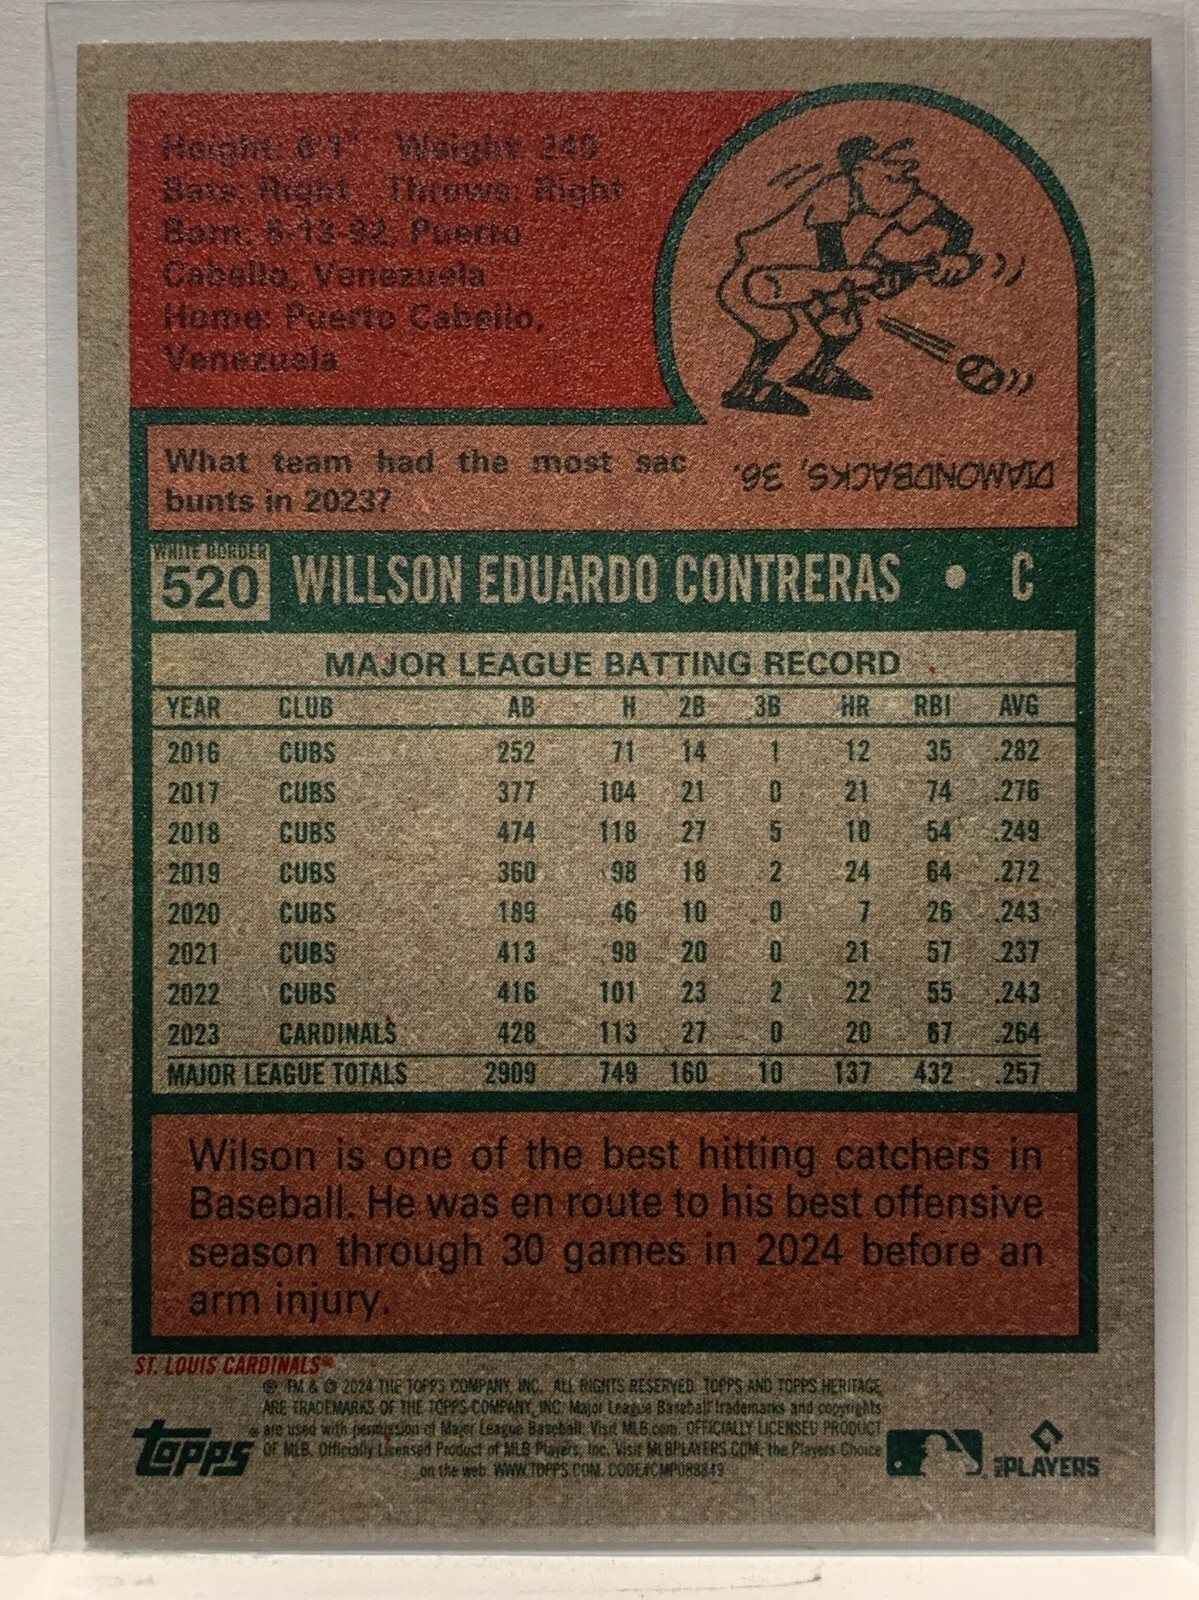 Height: 6'1" Weight: 240
Bats: Right Throws: Right
Born: 5-13-92, Puerto
Cabello, Venezuela
Home: Puerto Cabello,
Venezuela
What team had the most sac
bunts in 2023?
DIAMONDBACKS, 36.
WHITE BORDER
520 WILLSON EDUARDO CONTRERAS • C
MAJOR LEAGUE BATTING RECORD
YEAR CLUB AB H 2B 3B HR RBI AVG
2016 CUBS 252 71 14 1 12 35 .282
2017 CUBS 377 104 21 0 21 74 .276
2018 CUBS 474 118 27 5 10 54 .249
2019 CUBS 360 98 18 2 24 64 .272
2020 CUBS 189 46 10 0 7 26 .243
2021 CUBS 413 98 20 0 21 57 .237
2022 CUBS 416 101 23 2 22 55 .243
2023 CARDINALS 428 113 27 0 20 67 .264
MAJOR LEAGUE TOTALS 2909 749 160 10 137 432 .257
Wilson is one of the best hitting catchers in
Baseball. He was en route to his best offensive
season through 30 games in 2024 before an
arm injury.
ST. LOUIS CARDINALS®
®, TM & © 2024 THE TOPPS COMPANY, INC. ALL RIGHTS RESERVED. TOPPS AND TOPPS HERITAGE
ARE TRADEMARKS OF THE TOPPS COMPANY, INC. Major League Baseball trademarks and copyrights
are used with permission of Major League Baseball. Visit MLB.com. OFFICIALLY LICENSED PRODUCT
OF MLB. Officially Licensed Product of MLB Players, Inc. Visit MLBPLAYERS.COM, the Players Choice
on the web. WWW.TOPPS.COM. CODE#CMP088849
topps
MLB PLAYERS